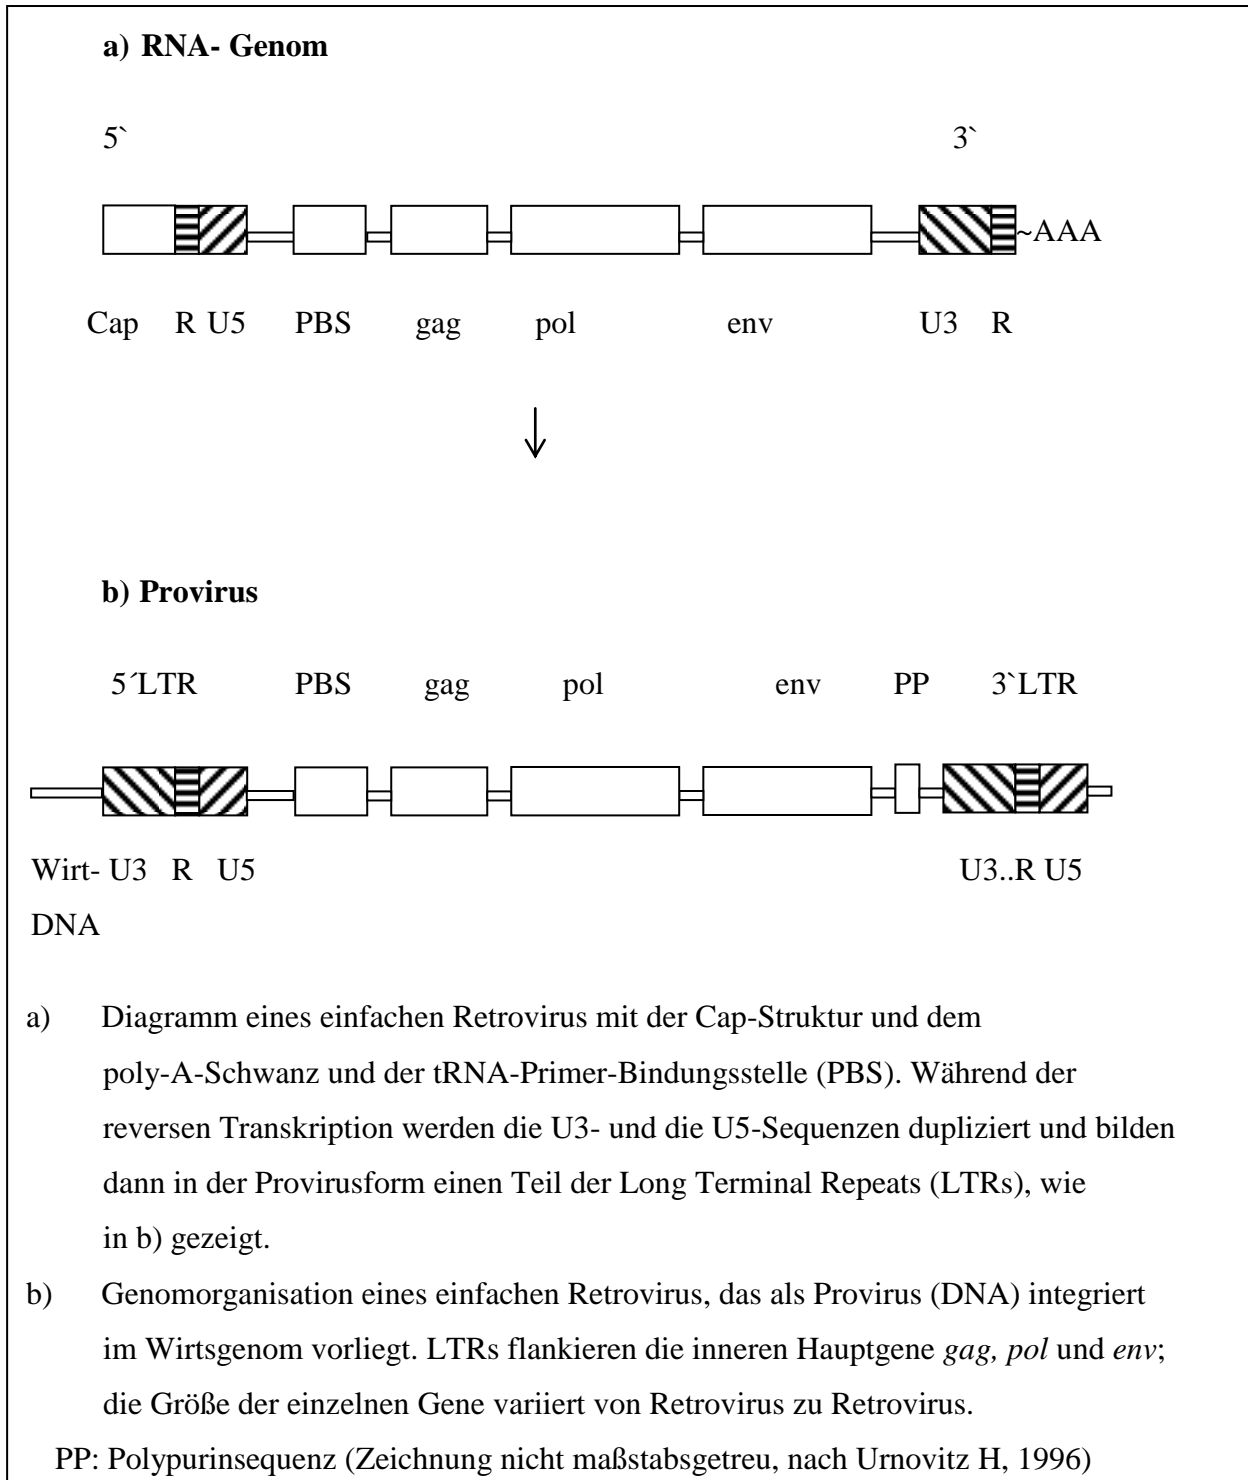 a) RNA- Genom
5` 3`
~AAA
Cap R U5 PBS gag pol env U3 R
b) Provirus
5´LTR PBS gag pol env PP 3`LTR
Wirt- U3 R U5 U3..R U5
DNA
a) Diagramm eines einfachen Retrovirus mit der Cap-Struktur und dem
poly-A-Schwanz und der tRNA-Primer-Bindungsstelle (PBS). Während der
reversen Transkription werden die U3- und die U5-Sequenzen dupliziert und bilden
dann in der Provirusform einen Teil der Long Terminal Repeats (LTRs), wie
in b) gezeigt.
b) Genomorganisation eines einfachen Retrovirus, das als Provirus (DNA) integriert
im Wirtsgenom vorliegt. LTRs flankieren die inneren Hauptgene gag, pol und env;
die Größe der einzelnen Gene variiert von Retrovirus zu Retrovirus.
PP: Polypurinsequenz (Zeichnung nicht maßstabsgetreu, nach Urnovitz H, 1996)